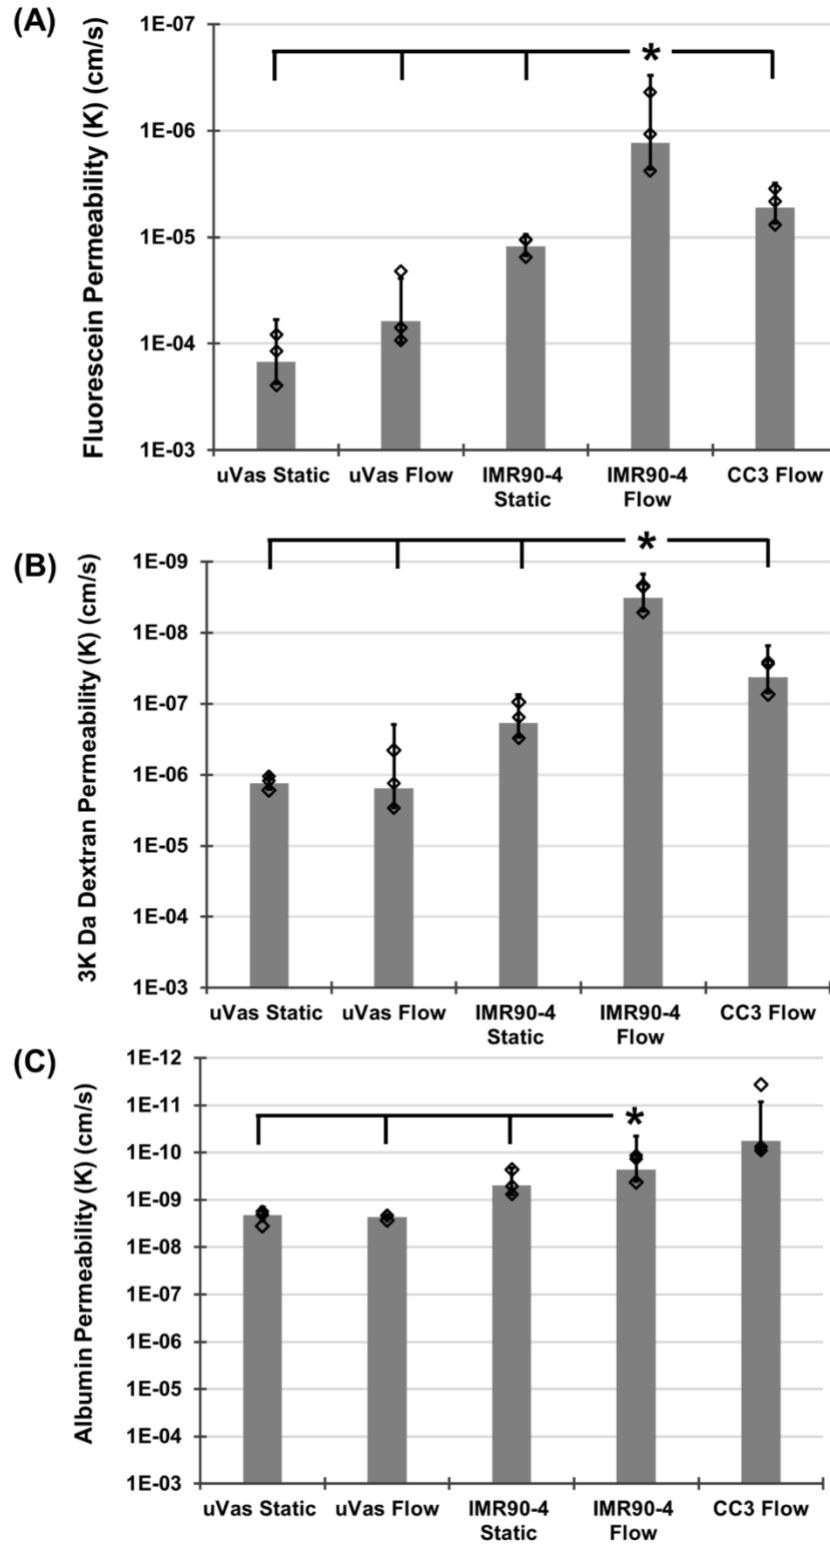 (A)
Fluorescein Permeability (K) (cm/s)
1E-07
1E-06
1E-05
1E-04
1E-03
*
uVas Static
uVas Flow
IMR90-4
Static
IMR90-4
Flow
CC3 Flow
(B)
3K Da Dextran Permeability (K) (cm/s)
1E-09
1E-08
1E-07
1E-06
1E-05
1E-04
1E-03
*
uVas Static
uVas Flow
IMR90-4
Static
IMR90-4
Flow
CC3 Flow
(C)
Albumin Permeability (K) (cm/s)
1E-12
1E-11
1E-10
1E-09
1E-08
1E-07
1E-06
1E-05
1E-04
1E-03
*
uVas Static
uVas Flow
IMR90-4
Static
IMR90-4
Flow
CC3 Flow